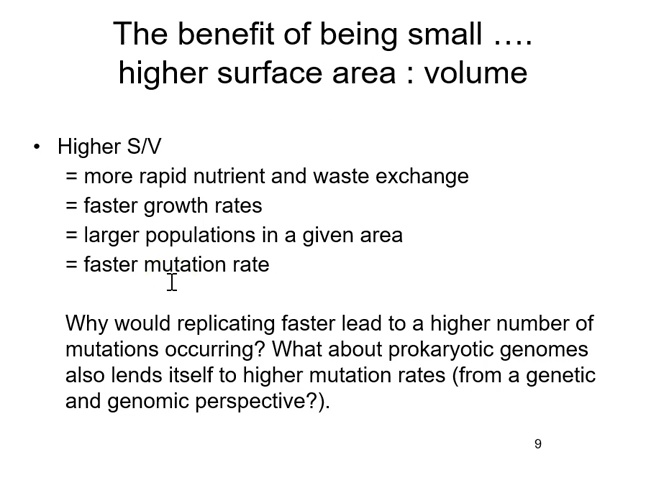 The benefit of being small ….
higher surface area : volume
• Higher S/V
= more rapid nutrient and waste exchange
= faster growth rates
= larger populations in a given area
= faster mutation rate
Why would replicating faster lead to a higher number of
mutations occurring? What about prokaryotic genomes
also lends itself to higher mutation rates (from a genetic
and genomic perspective?).
9